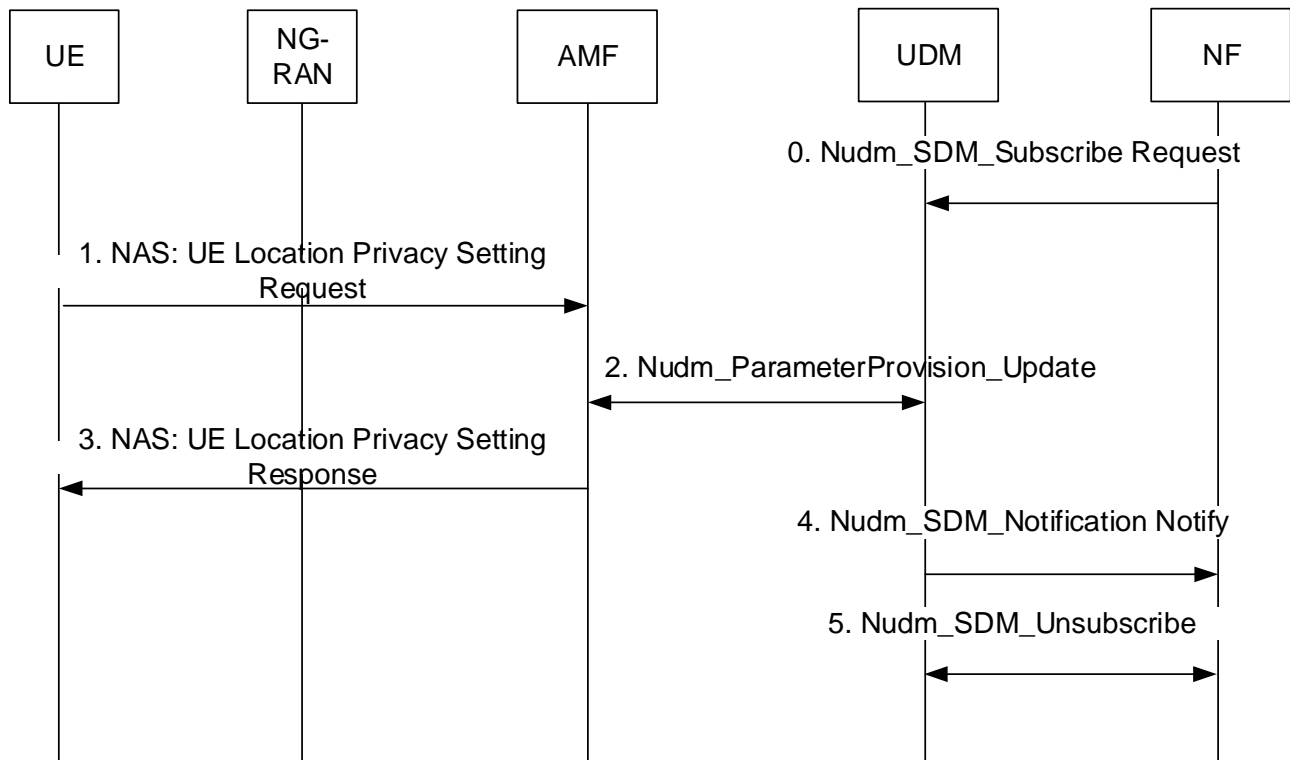 UE
NG-
RAN
AMF
UDM
NF
0. Nudm_SDM_Subscribe Request
1. NAS: UE Location Privacy Setting
Request
2. Nudm_ParameterProvision_Update
3. NAS: UE Location Privacy Setting
Response
4. Nudm_SDM_Notification Notify
5. Nudm_SDM_Unsubscribe